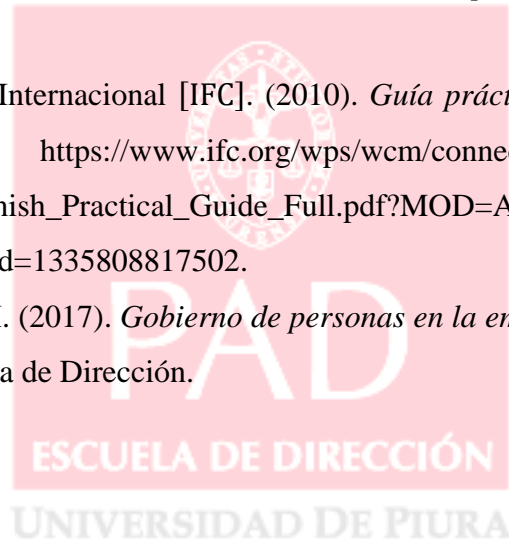 Internacional [IFC]. (2010). Guía práct
https://www.ifc.org/wps/wcm/conne
nish_Practical_Guide_Full.pdf?MOD=A
d=1335808817502.
. (2017). Gobierno de personas en la en
a de Dirección.
PAD
ESCUELA DE DIRECCIÓN
UNIVERSIDAD DE PIURA